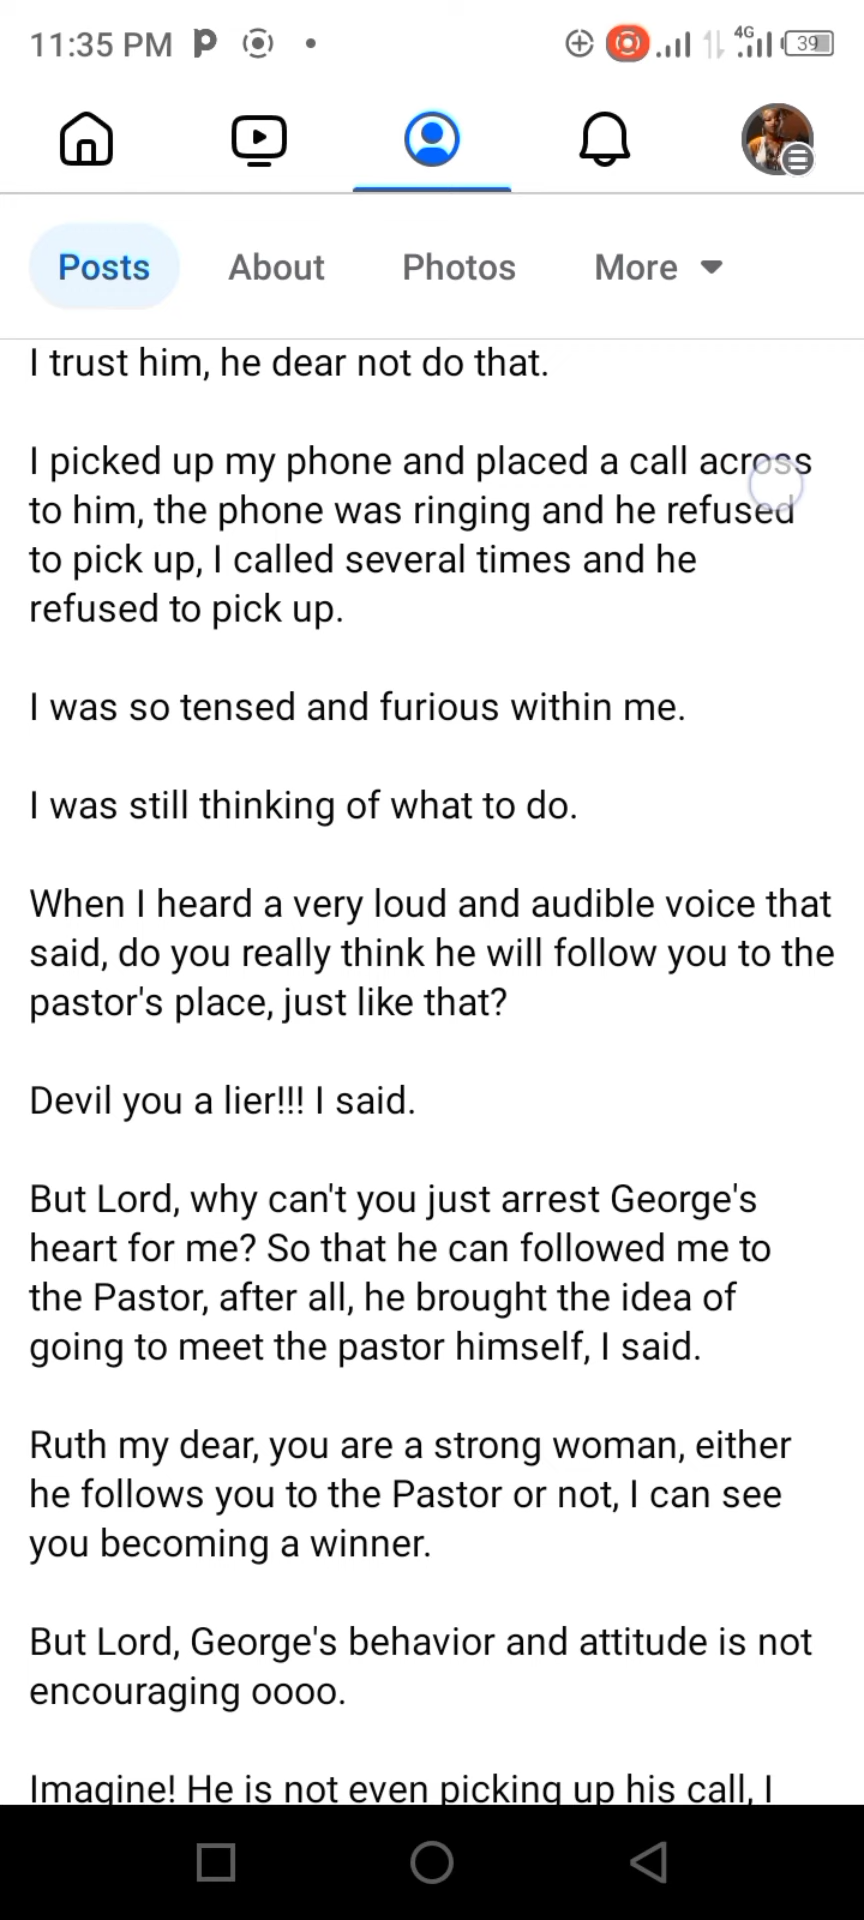 11:35 PM
4G
39
Posts About Photos More
I trust him, he dear not do that.
I picked up my phone and placed a call across
to him, the phone was ringing and he refused
to pick up, I called several times and he
refused to pick up.
I was so tensed and furious within me.
I was still thinking of what to do.
When I heard a very loud and audible voice that
said, do you really think he will follow you to the
pastor's place, just like that?
Devil you a lier!!! I said.
But Lord, why can't you just arrest George's
heart for me? So that he can followed me to
the Pastor, after all, he brought the idea of
going to meet the pastor himself, I said.
Ruth my dear, you are a strong woman, either
he follows you to the Pastor or not, I can see
you becoming a winner.
But Lord, George's behavior and attitude is not
encouraging oooo.
Imagine! He is not even picking up his call, I